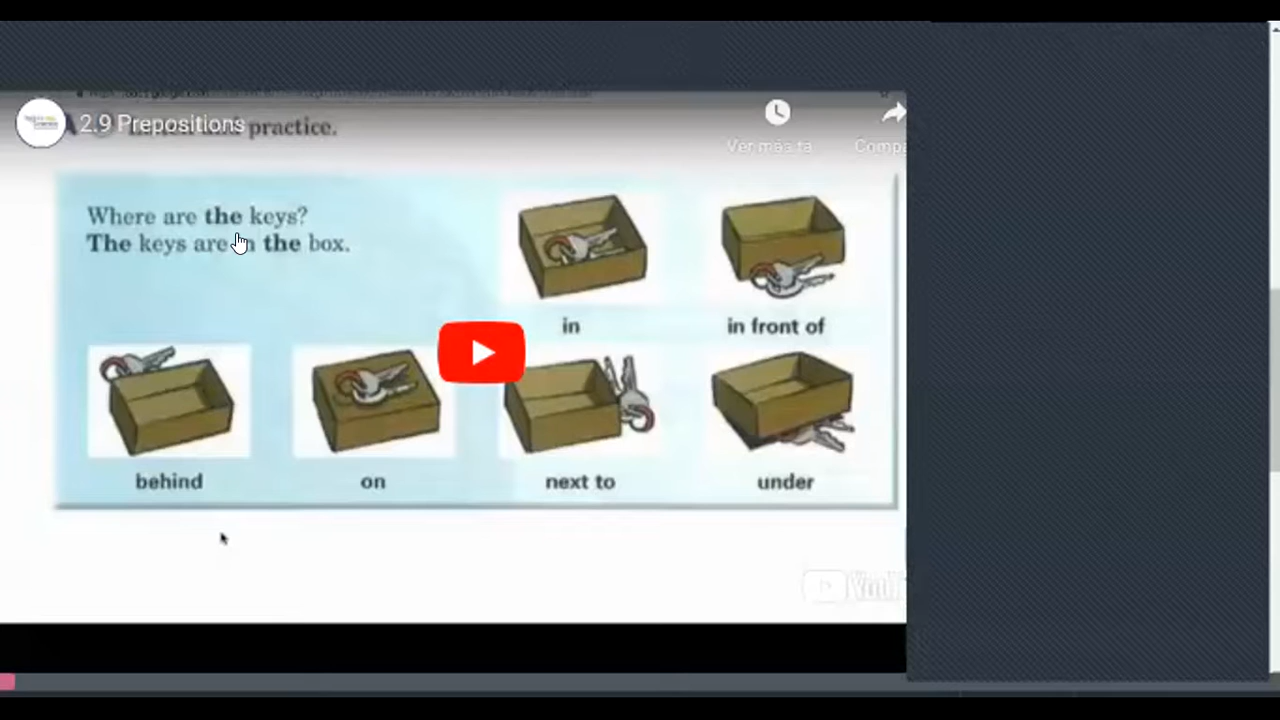 2.9 Prepositions
practice.
Ver más ta
Compa
Where are the keys?
The keys are in the box.
in
in front of
behind
on
next to
under